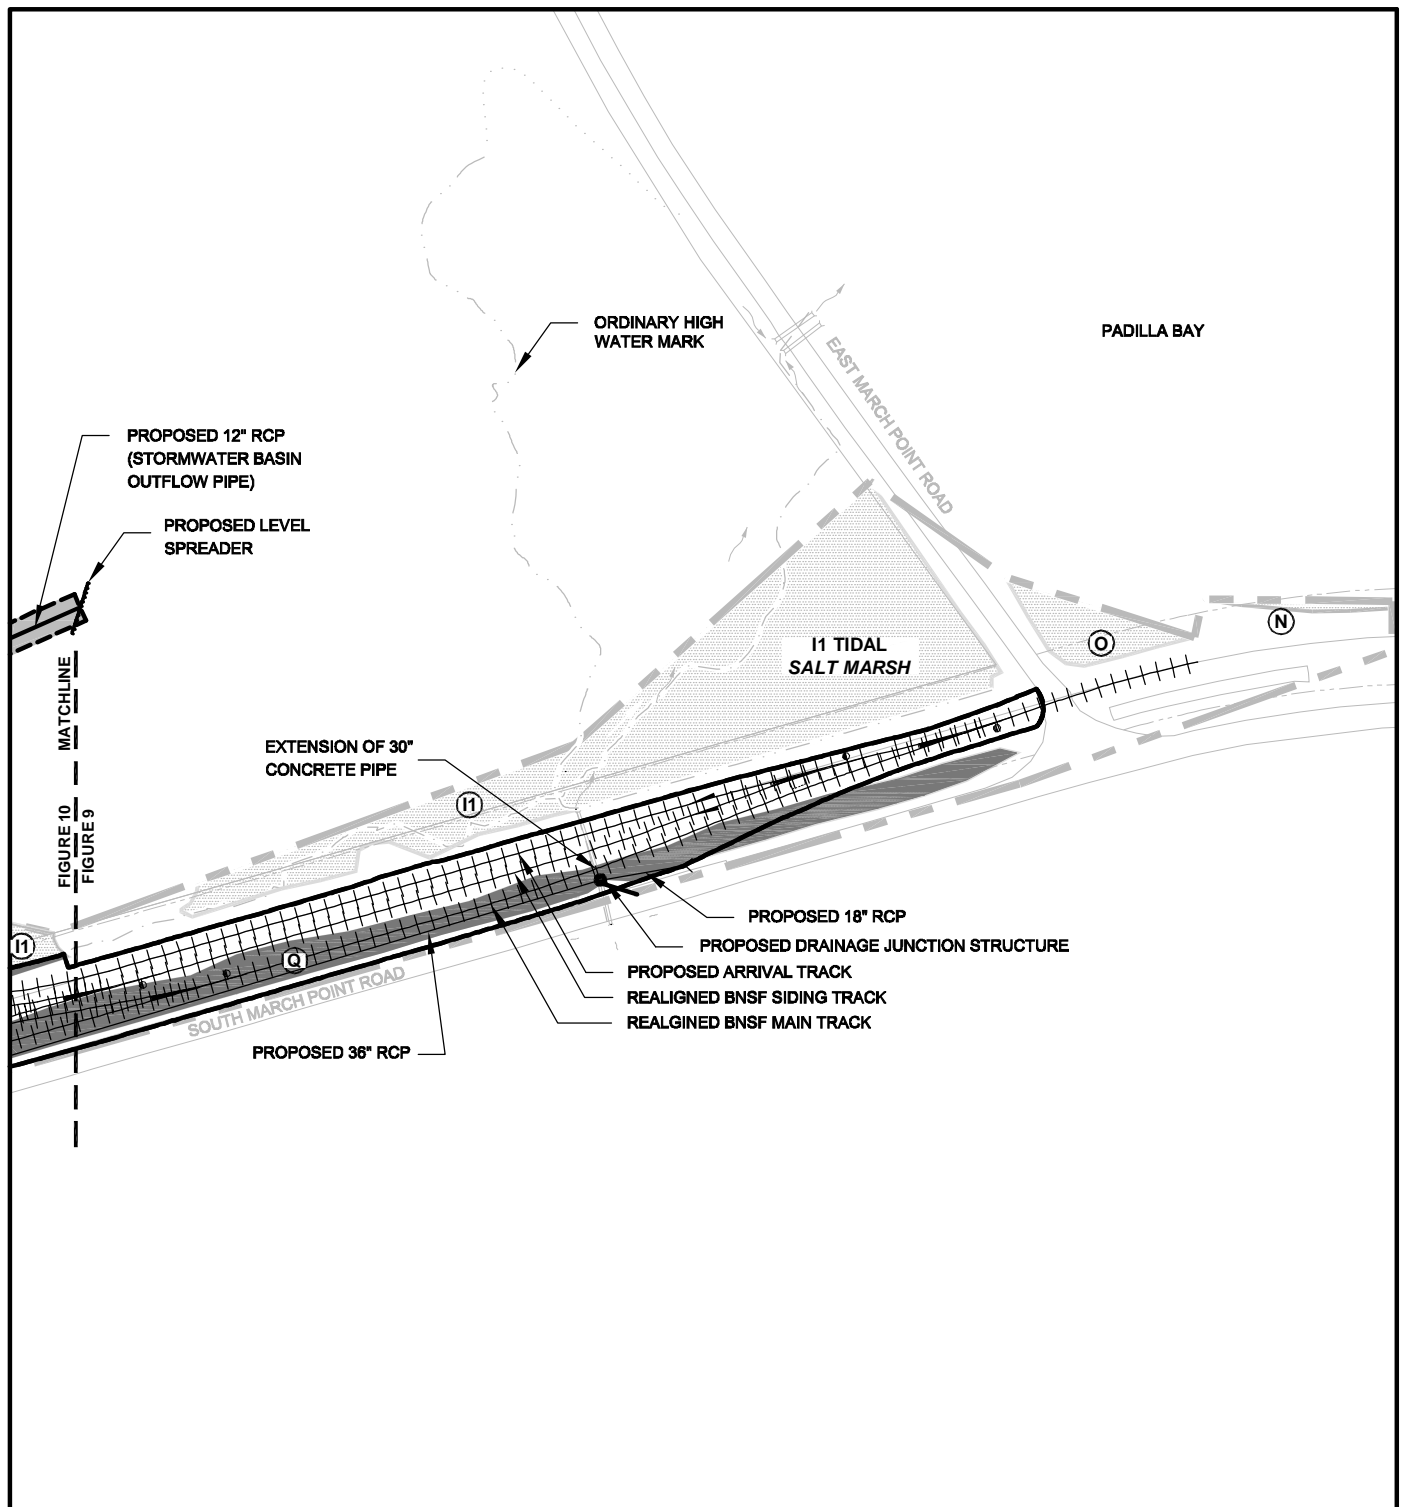 ORDINARY HIGH
WATER MARK
PADILLA BAY
EAST MARCH POINT ROAD
PROPOSED 12" RCP
(STORMWATER BASIN
OUTFLOW PIPE)
PROPOSED LEVEL
SPREADER
I1 TIDAL
SALT MARSH
O
N
MATCHLINE
FIGURE 10
FIGURE 9
EXTENSION OF 30"
CONCRETE PIPE
I1
I1
Q
PROPOSED 18" RCP
PROPOSED DRAINAGE JUNCTION STRUCTURE
PROPOSED ARRIVAL TRACK
REALIGNED BNSF SIDING TRACK
REALGINED BNSF MAIN TRACK
SOUTH MARCH POINT ROAD
PROPOSED 36" RCP